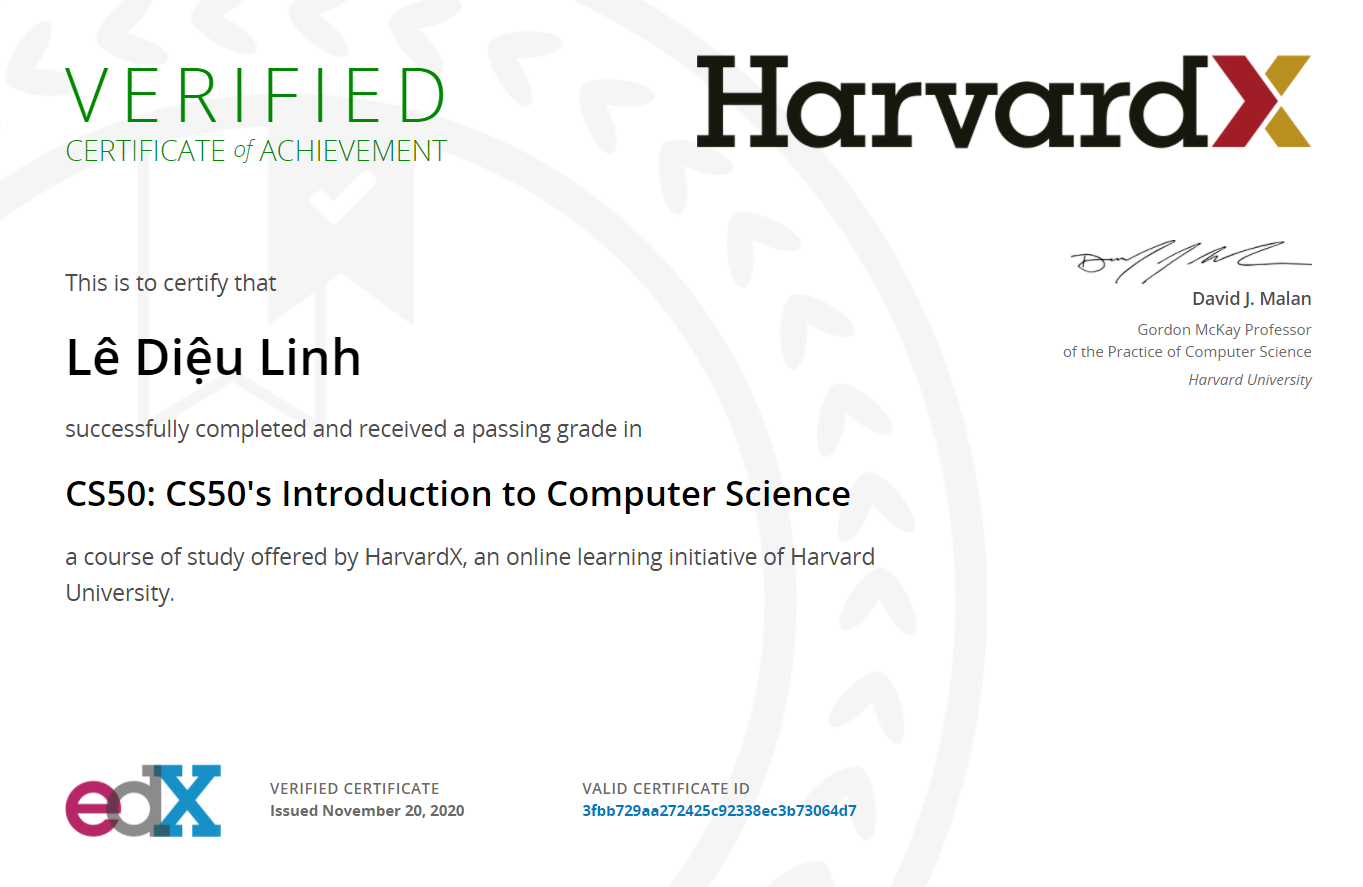 VERIFIED
CERTIFICATE of ACHIEVEMENT
HarvardX
This is to certify that
Lê Diệu Linh
successfully completed and received a passing grade in
CS50: CS50's Introduction to Computer Science
a course of study offered by HarvardX, an online learning initiative of Harvard
University.
David J. Malan
Gordon McKay Professor
of the Practice of Computer Science
Harvard University
edX
VERIFIED CERTIFICATE
Issued November 20, 2020
VALID CERTIFICATE ID
3fbb729aa272425c92338ec3b73064d7